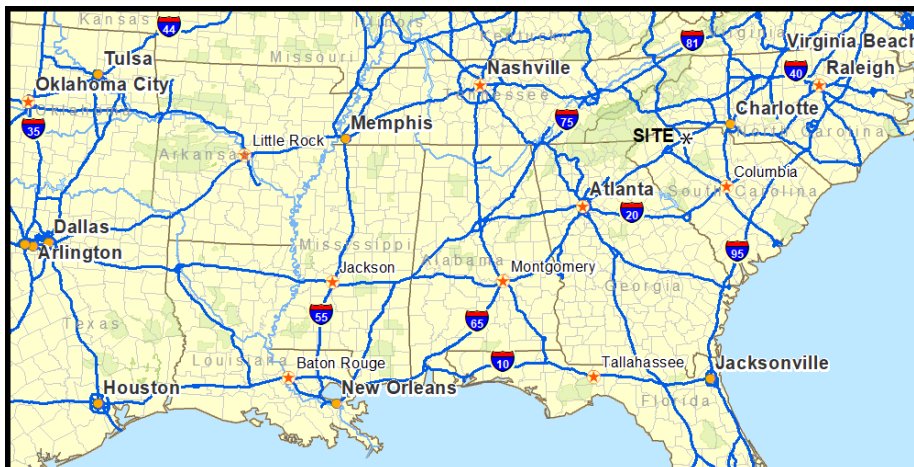 Kansas
44
Illinois
Kentucky
81
Virginia
Virginia Beach
Missouri
Tulsa
Nashville
40
Raleigh
Oklahoma City
Tennessee
35
Memphis
75
Charlotte
North Carolina
SITE
Little Rock
Arkansas
Columbia
South Carolina
Atlanta
20
Dallas
Arlington
Mississippi
Alabama
95
Jackson
Montgomery
Georgia
Texas
55
65
Louisiana
Baton Rouge
10
Tallahassee
Jacksonville
Houston
New Orleans
Florida